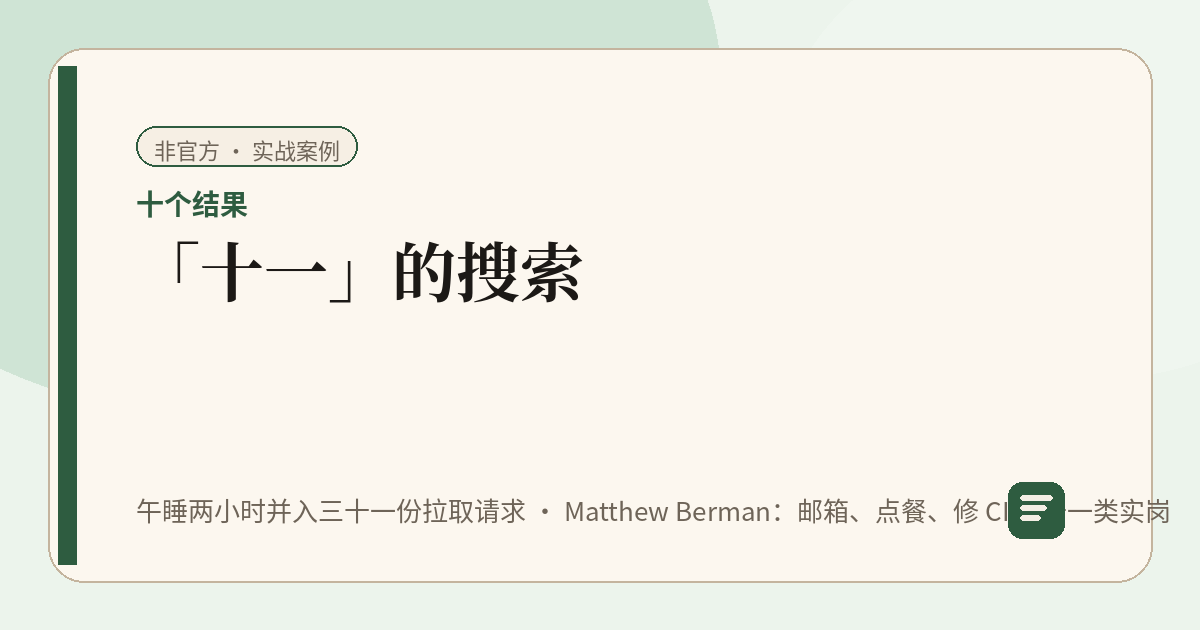 非官方 · 实战案例
十个结果
「十一」的搜索
午睡两小时并入三十一份拉取请求 · Matthew Berman：邮箱、点餐、修 CI 一类实岗